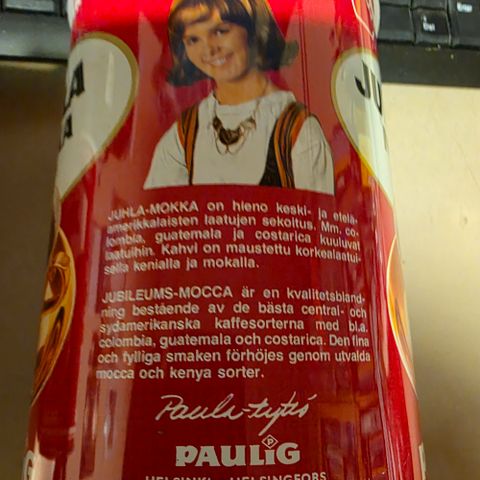 JUHLA-MOKKA on hieno keski- ja etelä-
amerikkalaisten laatujen sekoitus. Mm. co-
lombia, guatemala ja costarica kuuluvat
laatuihin. Kahvi on maustettu korkealaatui-
sella kenialla ja mokalla.
JUBILEUMS-MOCCA är en kvalitetsbland-
ning bestående av de bästa central- och
sydamerikanska kaffesorterna med bl.a.
colombia, guatemala och costarica. Den fina
och fylliga smaken förhöjes genom utvalda
mocca och kenya sorter.
Paula-tyttö
P
PAULIG
HELSINKI - HELSINGFORS